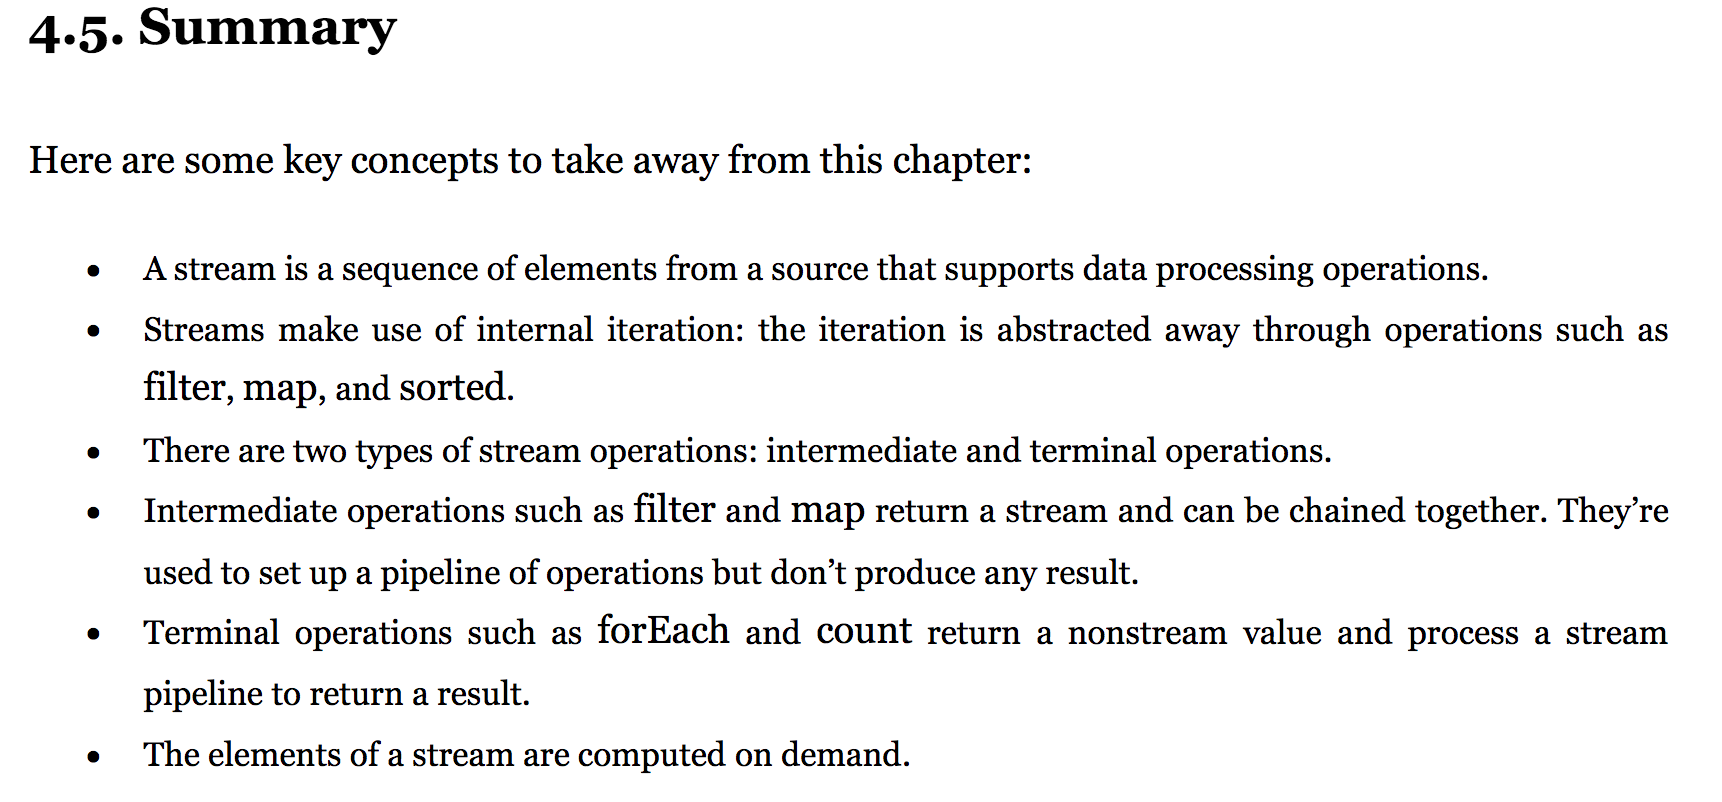 4.5. Summary
Here are some key concepts to take away from this chapter:
• A stream is a sequence of elements from a source that supports data processing operations.
• Streams make use of internal iteration: the iteration is abstracted away through operations such as
filter, map, and sorted.
• There are two types of stream operations: intermediate and terminal operations.
• Intermediate operations such as filter and map return a stream and can be chained together. They’re
used to set up a pipeline of operations but don’t produce any result.
• Terminal operations such as forEach and count return a nonstream value and process a stream
pipeline to return a result.
• The elements of a stream are computed on demand.